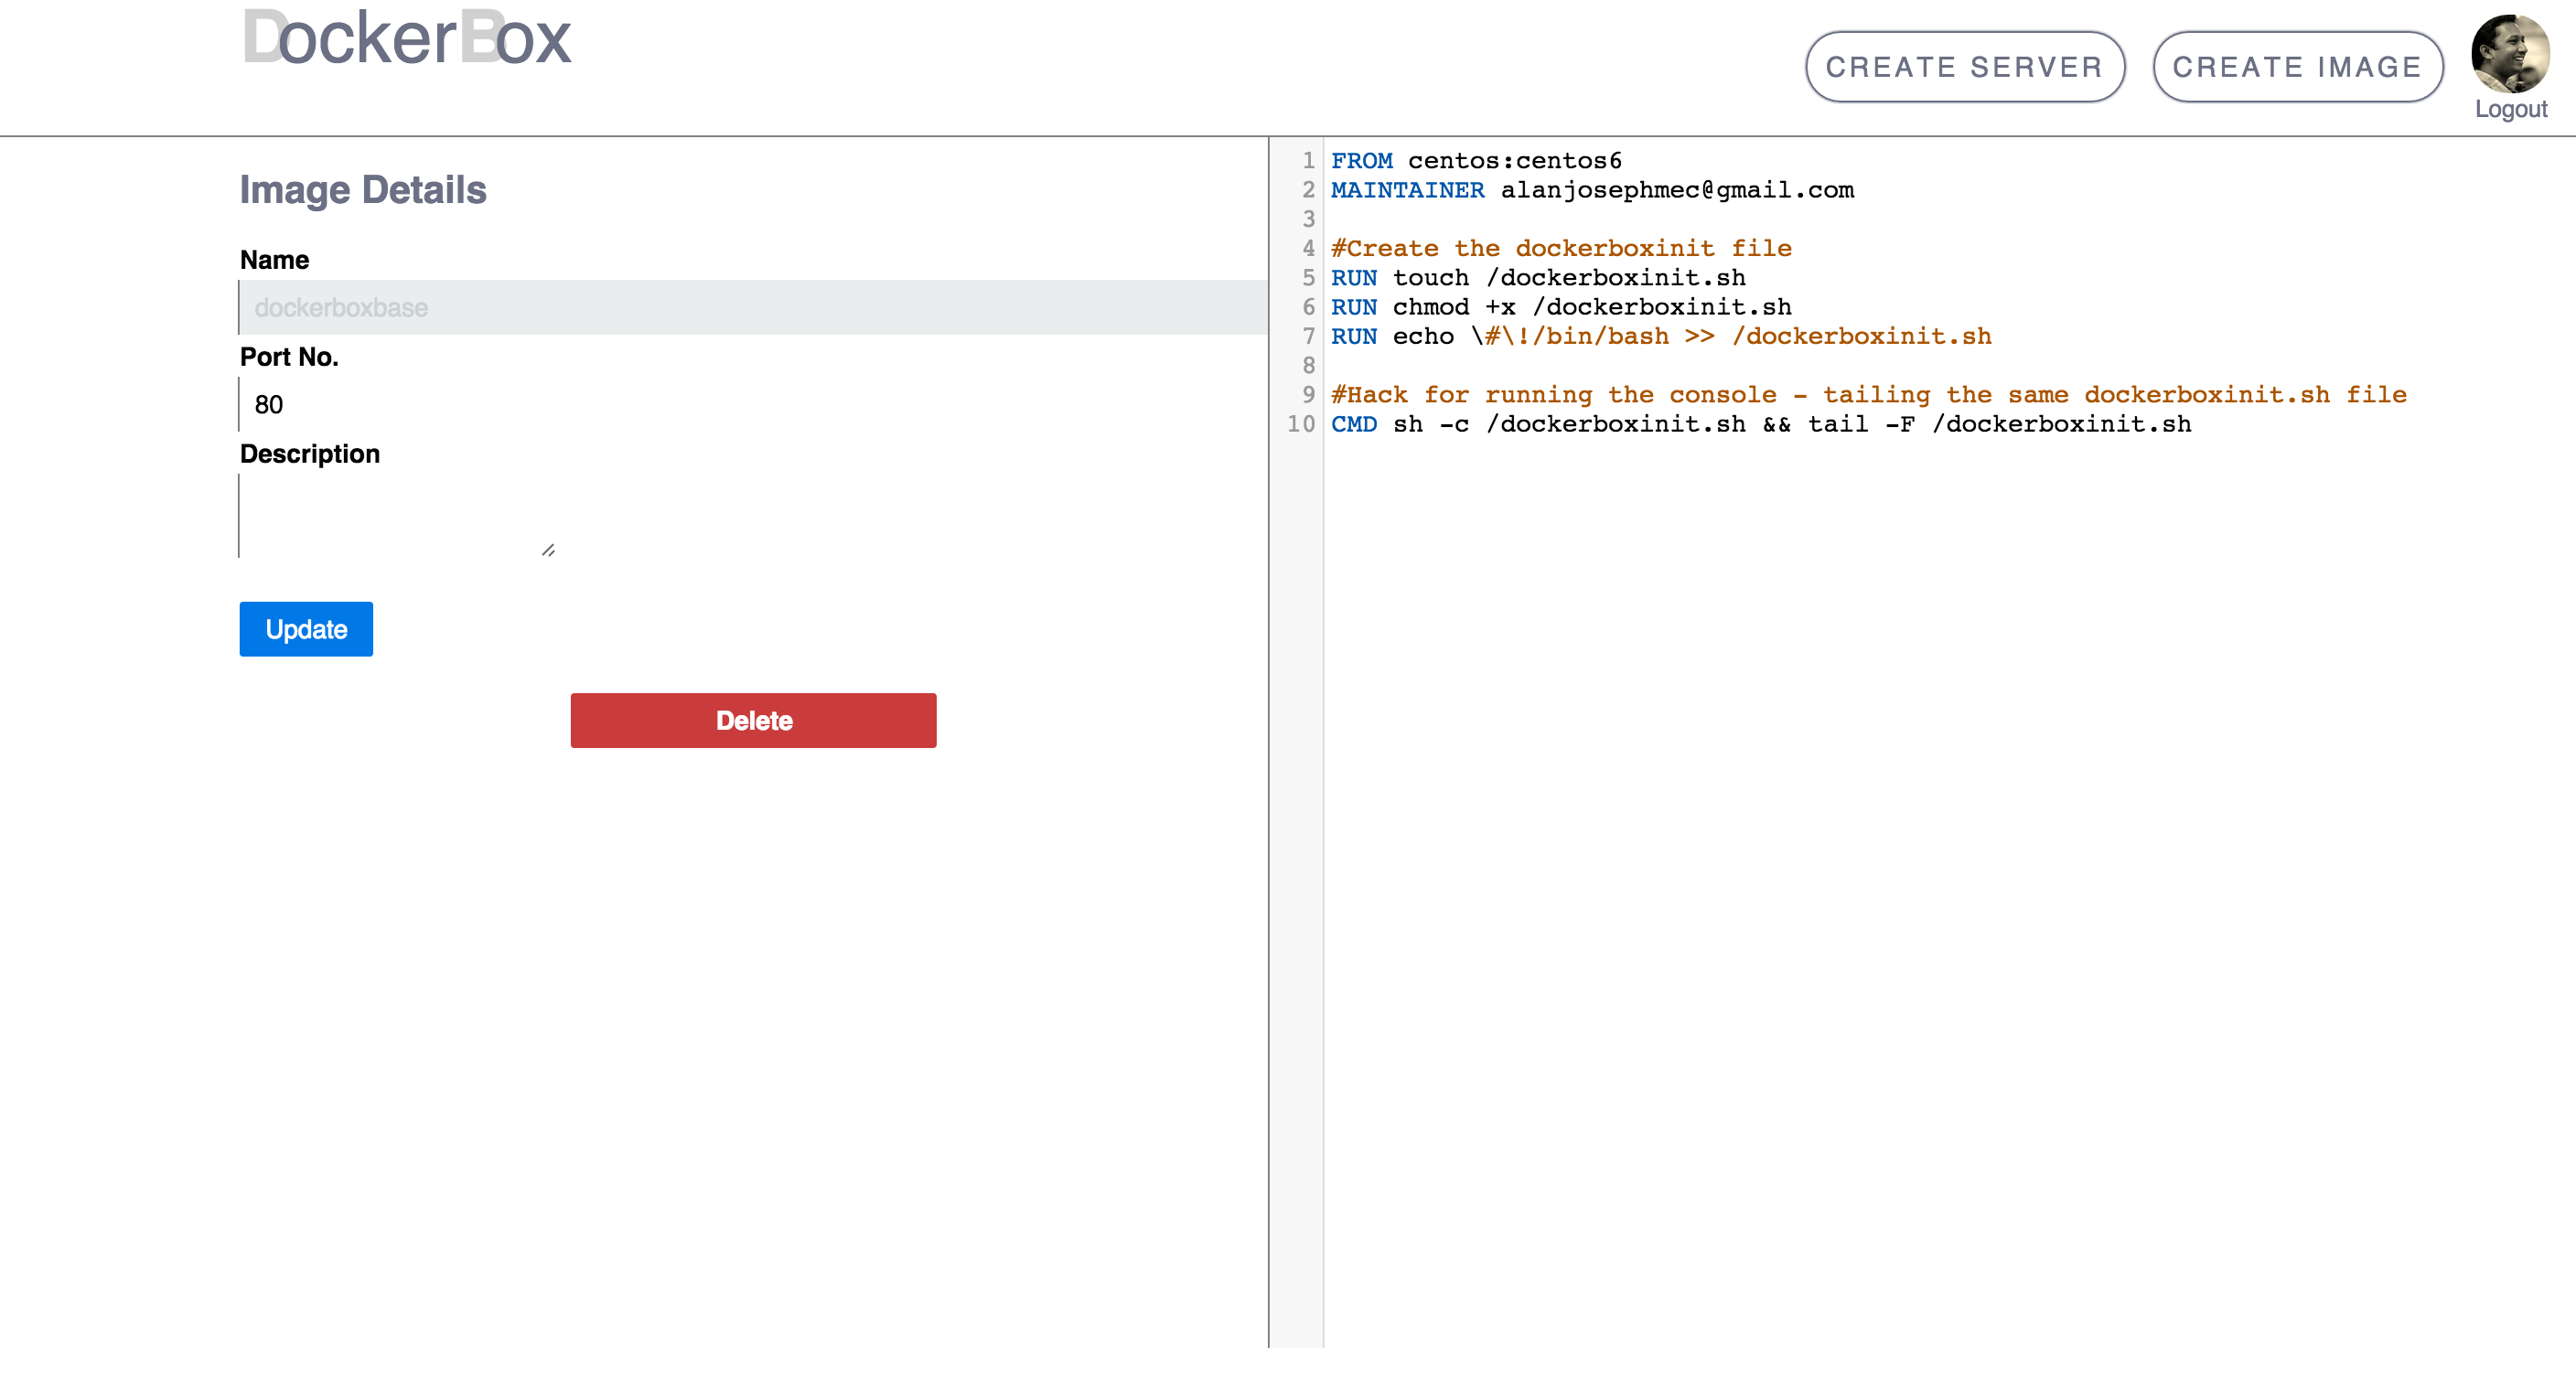 DockerBox
CREATE SERVER
CREATE IMAGE
Logout
Image Details
Name
dockerboxbase
Port No.
80
Description
Update
Delete
1 FROM centos:centos6
2 MAINTAINER alanjosephmec@gmail.com
3
4 #Create the dockerboxinit file
5 RUN touch /dockerboxinit.sh
6 RUN chmod +x /dockerboxinit.sh
7 RUN echo \#\!/bin/bash >> /dockerboxinit.sh
8
9 #Hack for running the console - tailing the same dockerboxinit.sh file
10 CMD sh -c /dockerboxinit.sh && tail -F /dockerboxinit.sh